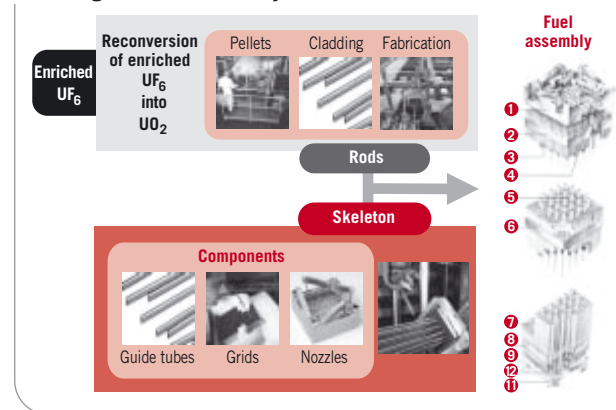 Fuel
assembly
Enriched
UF6
Reconversion
of enriched
UF6
into
UO2
Pellets
Cladding
Fabrication
Rods
Skeleton
Components
Guide tubes
Grids
Nozzles
1
2
3
4
5
6
7
8
9
12
11